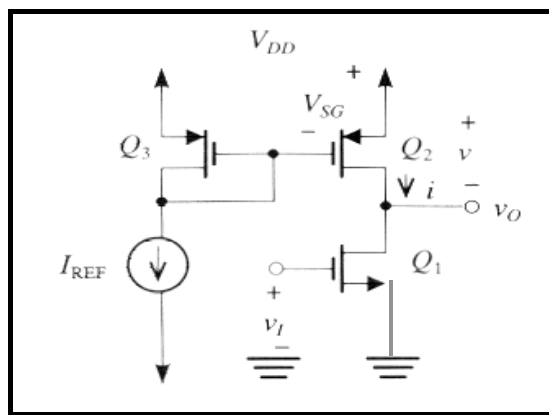 V_DD
+
V_SG
−
Q_3
Q_2
+
v
−
i
v_O
I_REF
Q_1
+
v_I
−